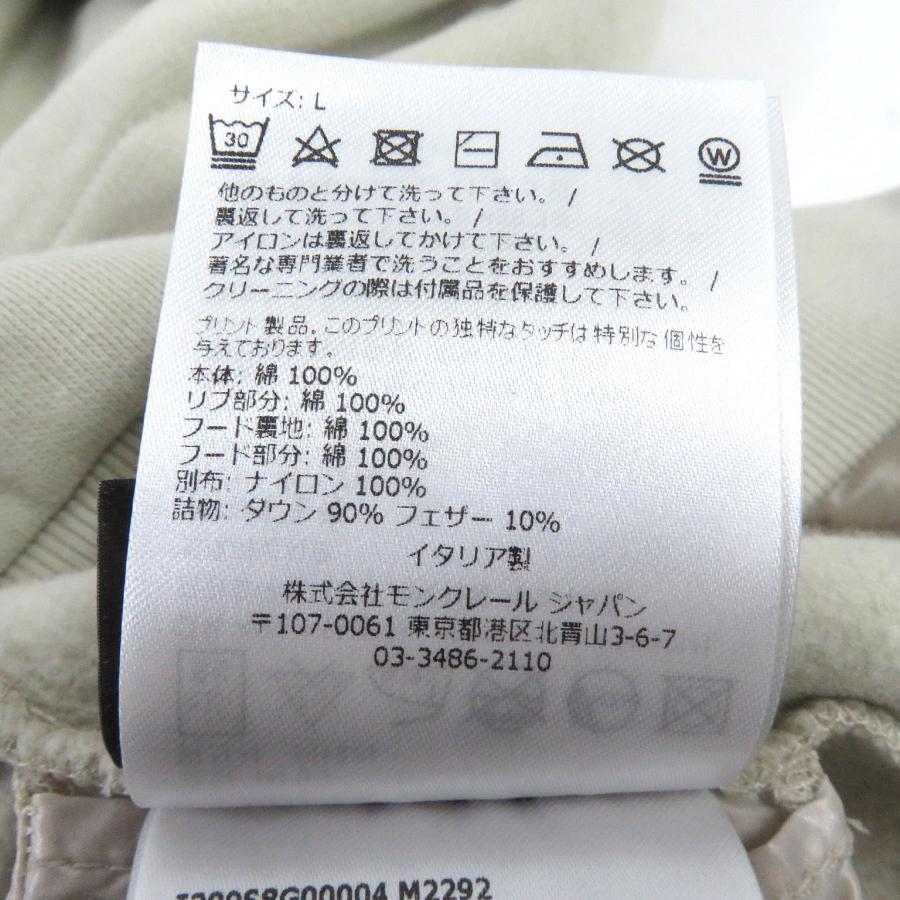 サイズ: L
30
W
他のものと分けて洗って下さい。/
裏返して洗って下さい。/
アイロンは裏返してかけて下さい。/
著名な専門業者で洗うことをおすすめします。/
クリーニングの際は付属品を保護して下さい。
プリント製品。このプリントの独特なタッチは特別な個性を
与えております。
本体: 綿 100%
リブ部分: 綿 100%
フード裏地: 綿 100%
フード部分: 綿 100%
別布: ナイロン 100%
詰物: ダウン 90% フェザー 10%
イタリア製
株式会社モンクレール ジャパン
〒107-0061 東京都港区北青山3-6-7
03-3486-2110
I20968G00004 M2292